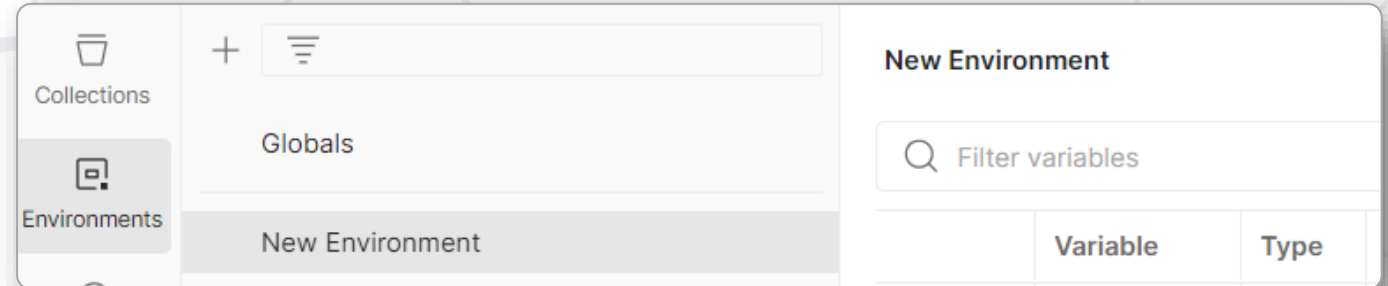 Collections
Environments
Globals
New Environment
New Environment
Filter variables
Variable Type